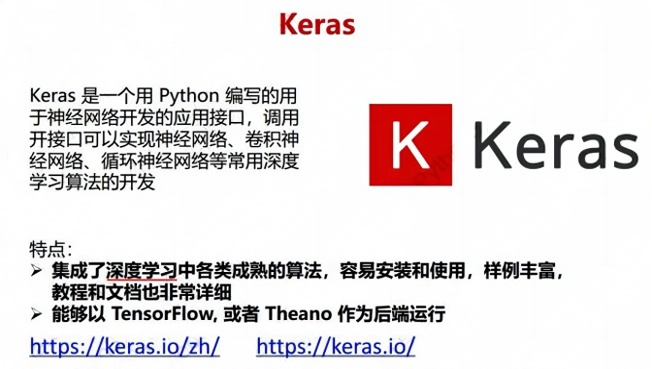 Keras
Keras 是一个用 Python 编写的用
于神经网络开发的应用接口，调用
开接口可以实现神经网络、卷积神
经网络、循环神经网络等常用深度
学习算法的开发
K Keras
特点：
➢ 集成了深度学习中各类成熟的算法，容易安装和使用，样例丰富，
教程和文档也非常详细
➢ 能够以 TensorFlow, 或者 Theano 作为后端运行
https://keras.io/zh/ https://keras.io/